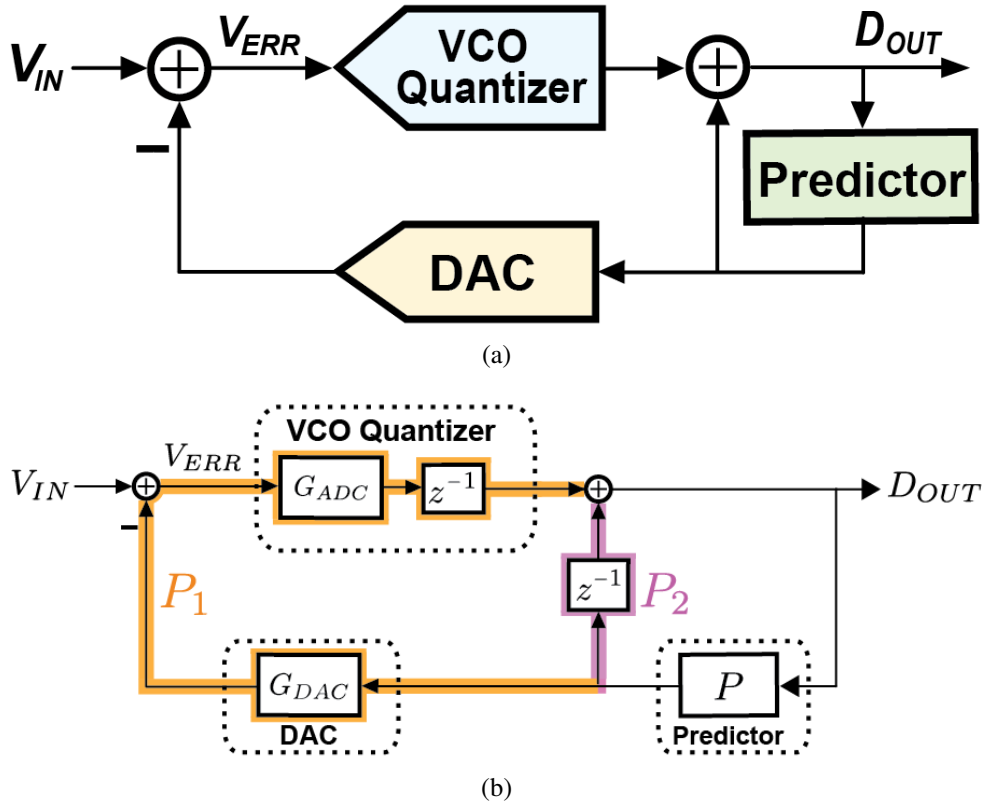 V_IN
V_ERR
VCO
Quantizer
D_OUT
Predictor
DAC
(a)
VCO Quantizer
V_IN
V_ERR
G_ADC
z^{-1}
D_OUT
P_1
z^{-1}
P_2
G_DAC
P
DAC
Predictor
(b)